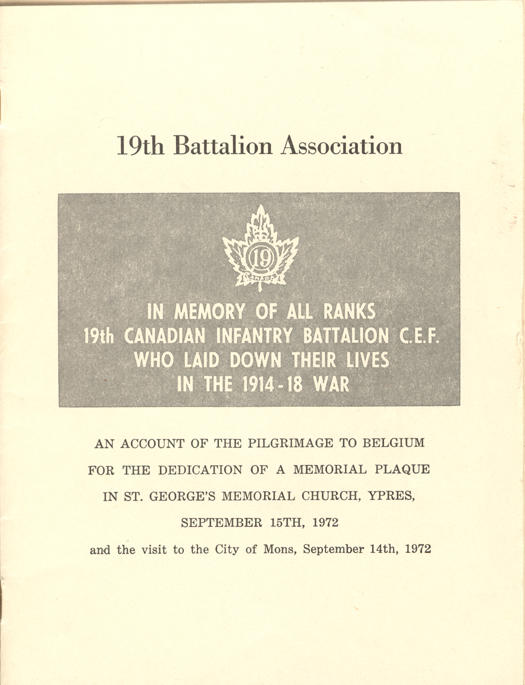 19th Battalion Association
19
CANADA
IN MEMORY OF ALL RANKS
19th CANADIAN INFANTRY BATTALION C.E.F.
WHO LAID DOWN THEIR LIVES
IN THE 1914-18 WAR
AN ACCOUNT OF THE PILGRIMAGE TO BELGIUM
FOR THE DEDICATION OF A MEMORIAL PLAQUE
IN ST. GEORGE'S MEMORIAL CHURCH, YPRES,
SEPTEMBER 15TH, 1972
and the visit to the City of Mons, September 14th, 1972